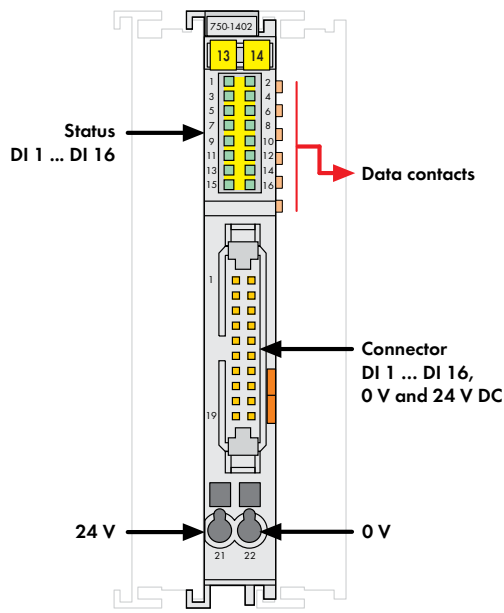 750-1402
13 14
1 2
3 4
5 6
7 8
9 10
11 12
13 14
15 16
Status
DI 1 ... DI 16
Data contacts
1
Connector
DI 1 ... DI 16,
0 V and 24 V DC
19
24 V
0 V
21 22